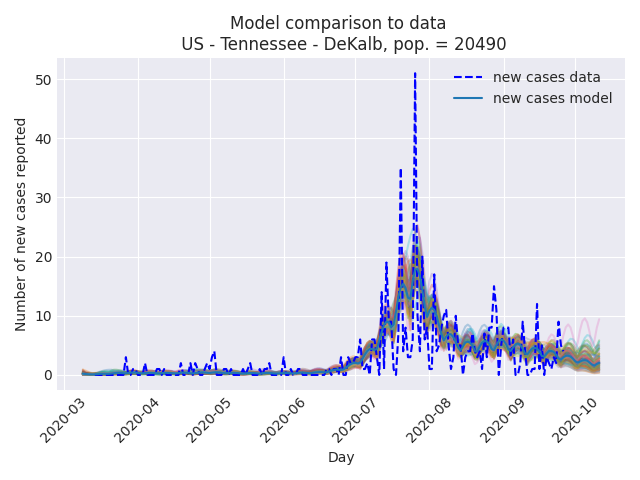 Model comparison to data
US - Tennessee - DeKalb, pop. = 20490
new cases data
new cases model
Number of new cases reported
50
40
30
20
10
0
2020-03
2020-04
2020-05
2020-06
2020-07
2020-08
2020-09
2020-10
Day